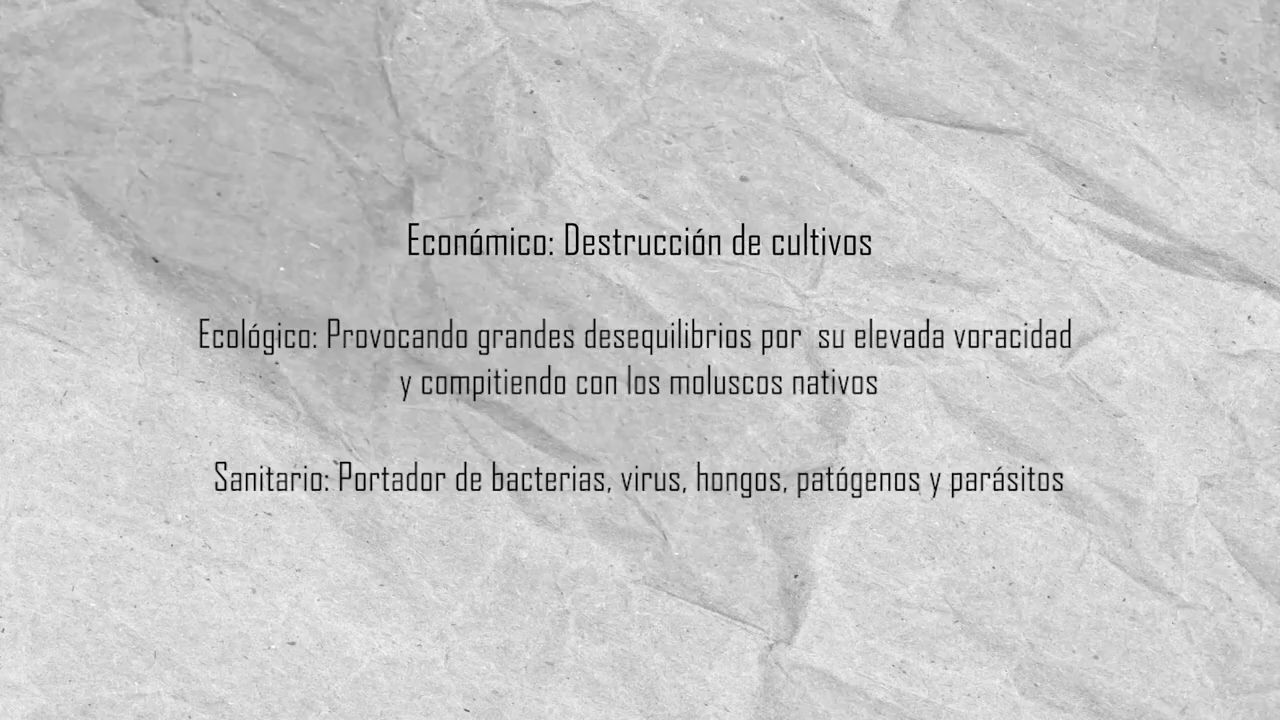 Económico: Destrucción de cultivos
Ecológico: Provocando grandes desequilibrios por  su elevada voracidad
y compitiendo con los moluscos nativos
Sanitario: Portador de bacterias, virus, hongos, patógenos y parásitos